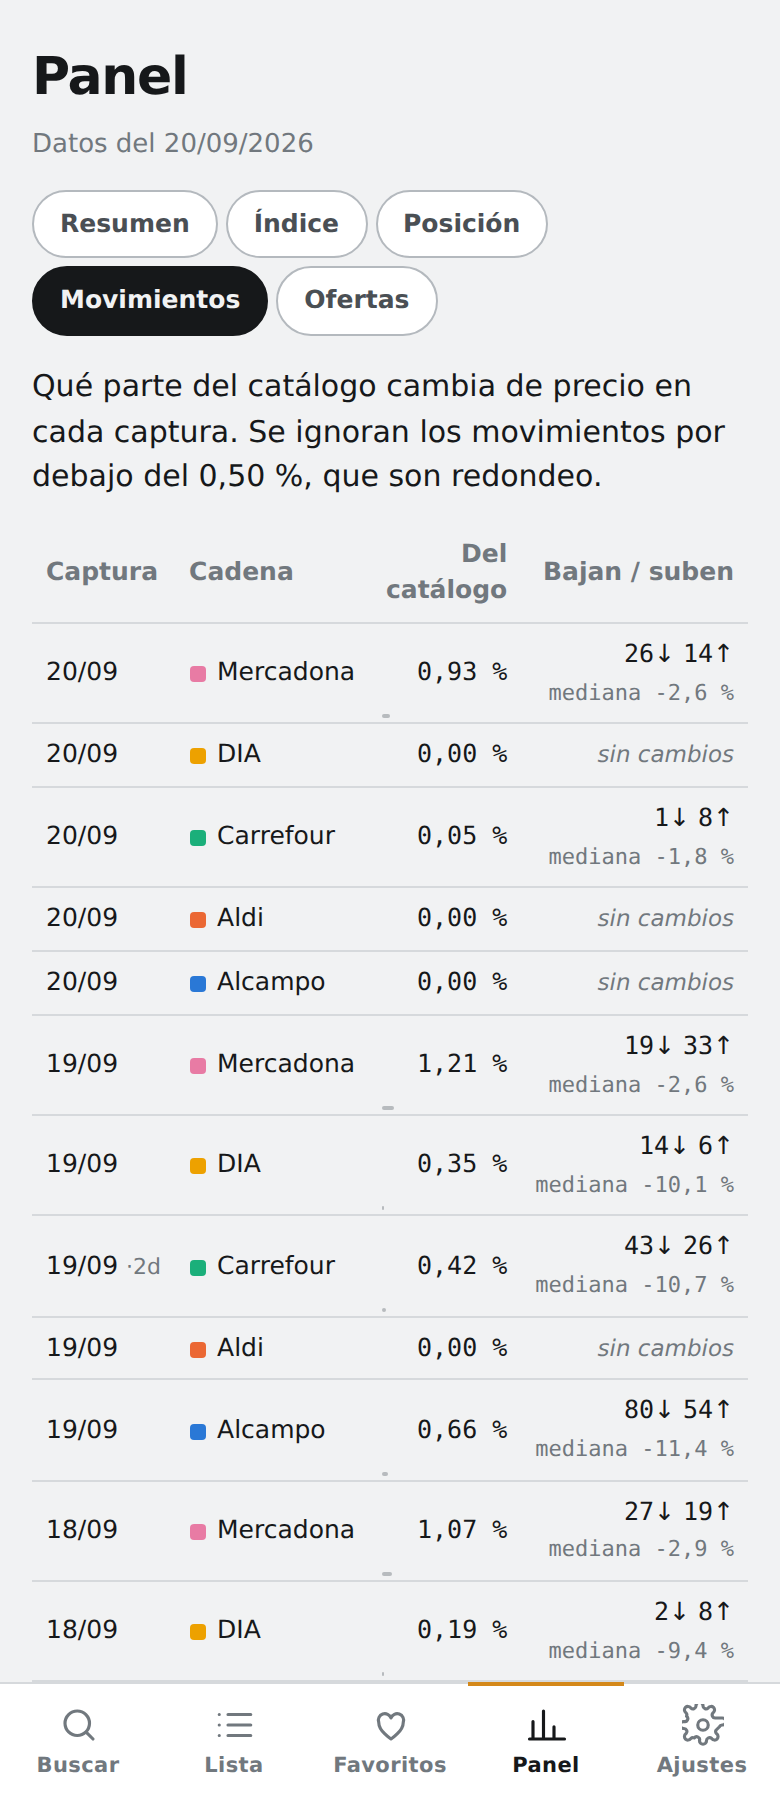 Panel
Datos del 20/09/2026
Resumen Índice Posición
Movimientos Ofertas
Qué parte del catálogo cambia de precio en
cada captura. Se ignoran los movimientos por
debajo del 0,50 %, que son redondeo.
Captura Cadena Del catálogo Bajan / suben
20/09 Mercadona 0,93 % 26↓ 14↑
mediana -2,6 %
20/09 DIA 0,00 % sin cambios
20/09 Carrefour 0,05 % 1↓ 8↑
mediana -1,8 %
20/09 Aldi 0,00 % sin cambios
20/09 Alcampo 0,00 % sin cambios
19/09 Mercadona 1,21 % 19↓ 33↑
mediana -2,6 %
19/09 DIA 0,35 % 14↓ 6↑
mediana -10,1 %
19/09 ·2d Carrefour 0,42 % 43↓ 26↑
mediana -10,7 %
19/09 Aldi 0,00 % sin cambios
19/09 Alcampo 0,66 % 80↓ 54↑
mediana -11,4 %
18/09 Mercadona 1,07 % 27↓ 19↑
mediana -2,9 %
18/09 DIA 0,19 % 2↓ 8↑
mediana -9,4 %
Buscar Lista Favoritos Panel Ajustes